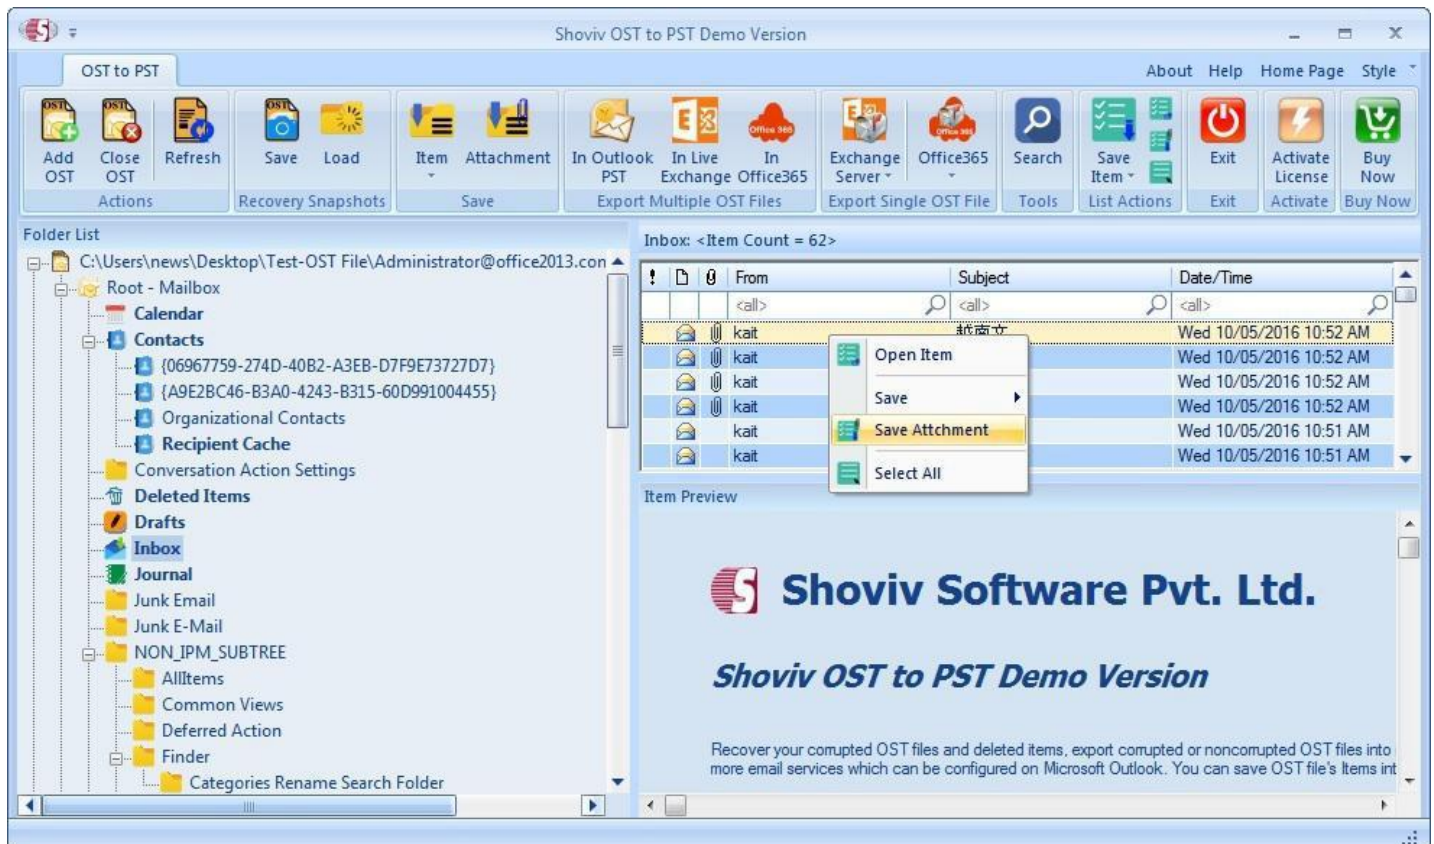 Shoviv OST to PST Demo Version
OST to PST
About Help Home Page Style
Add OST Close OST Refresh Save Load Item Attachment In Outlook PST In Live Exchange In Office365 Exchange Server Office365 Search Save Item Exit Activate License Buy Now
Actions Recovery Snapshots Save Export Multiple OST Files Export Single OST File Tools List Actions Exit Activate Buy Now
Folder List
C:\Users\news\Desktop\Test-OST File\Administrator@office2013.con
Root - Mailbox
Calendar
Contacts
{06967759-274D-40B2-A3EB-D7F9E73727D7}
{A9E2BC46-B3A0-4243-B315-60D991004455}
Organizational Contacts
Recipient Cache
Conversation Action Settings
Deleted Items
Drafts
Inbox
Journal
Junk Email
Junk E-Mail
NON_IPM_SUBTREE
AllItems
Common Views
Deferred Action
Finder
Categories Rename Search Folder
Inbox: <Item Count = 62>
! From Subject Date/Time
<all> <all> <all>
kait 越南文 Wed 10/05/2016 10:52 AM
kait Wed 10/05/2016 10:52 AM
kait Wed 10/05/2016 10:52 AM
kait Wed 10/05/2016 10:52 AM
kait Wed 10/05/2016 10:51 AM
kait Wed 10/05/2016 10:51 AM
Open Item
Save
Save Attchment
Select All
Item Preview
Shoviv Software Pvt. Ltd.
Shoviv OST to PST Demo Version
Recover your corrupted OST files and deleted items, export corrupted or noncorrupted OST files into
more email services which can be configured on Microsoft Outlook. You can save OST file's Items int